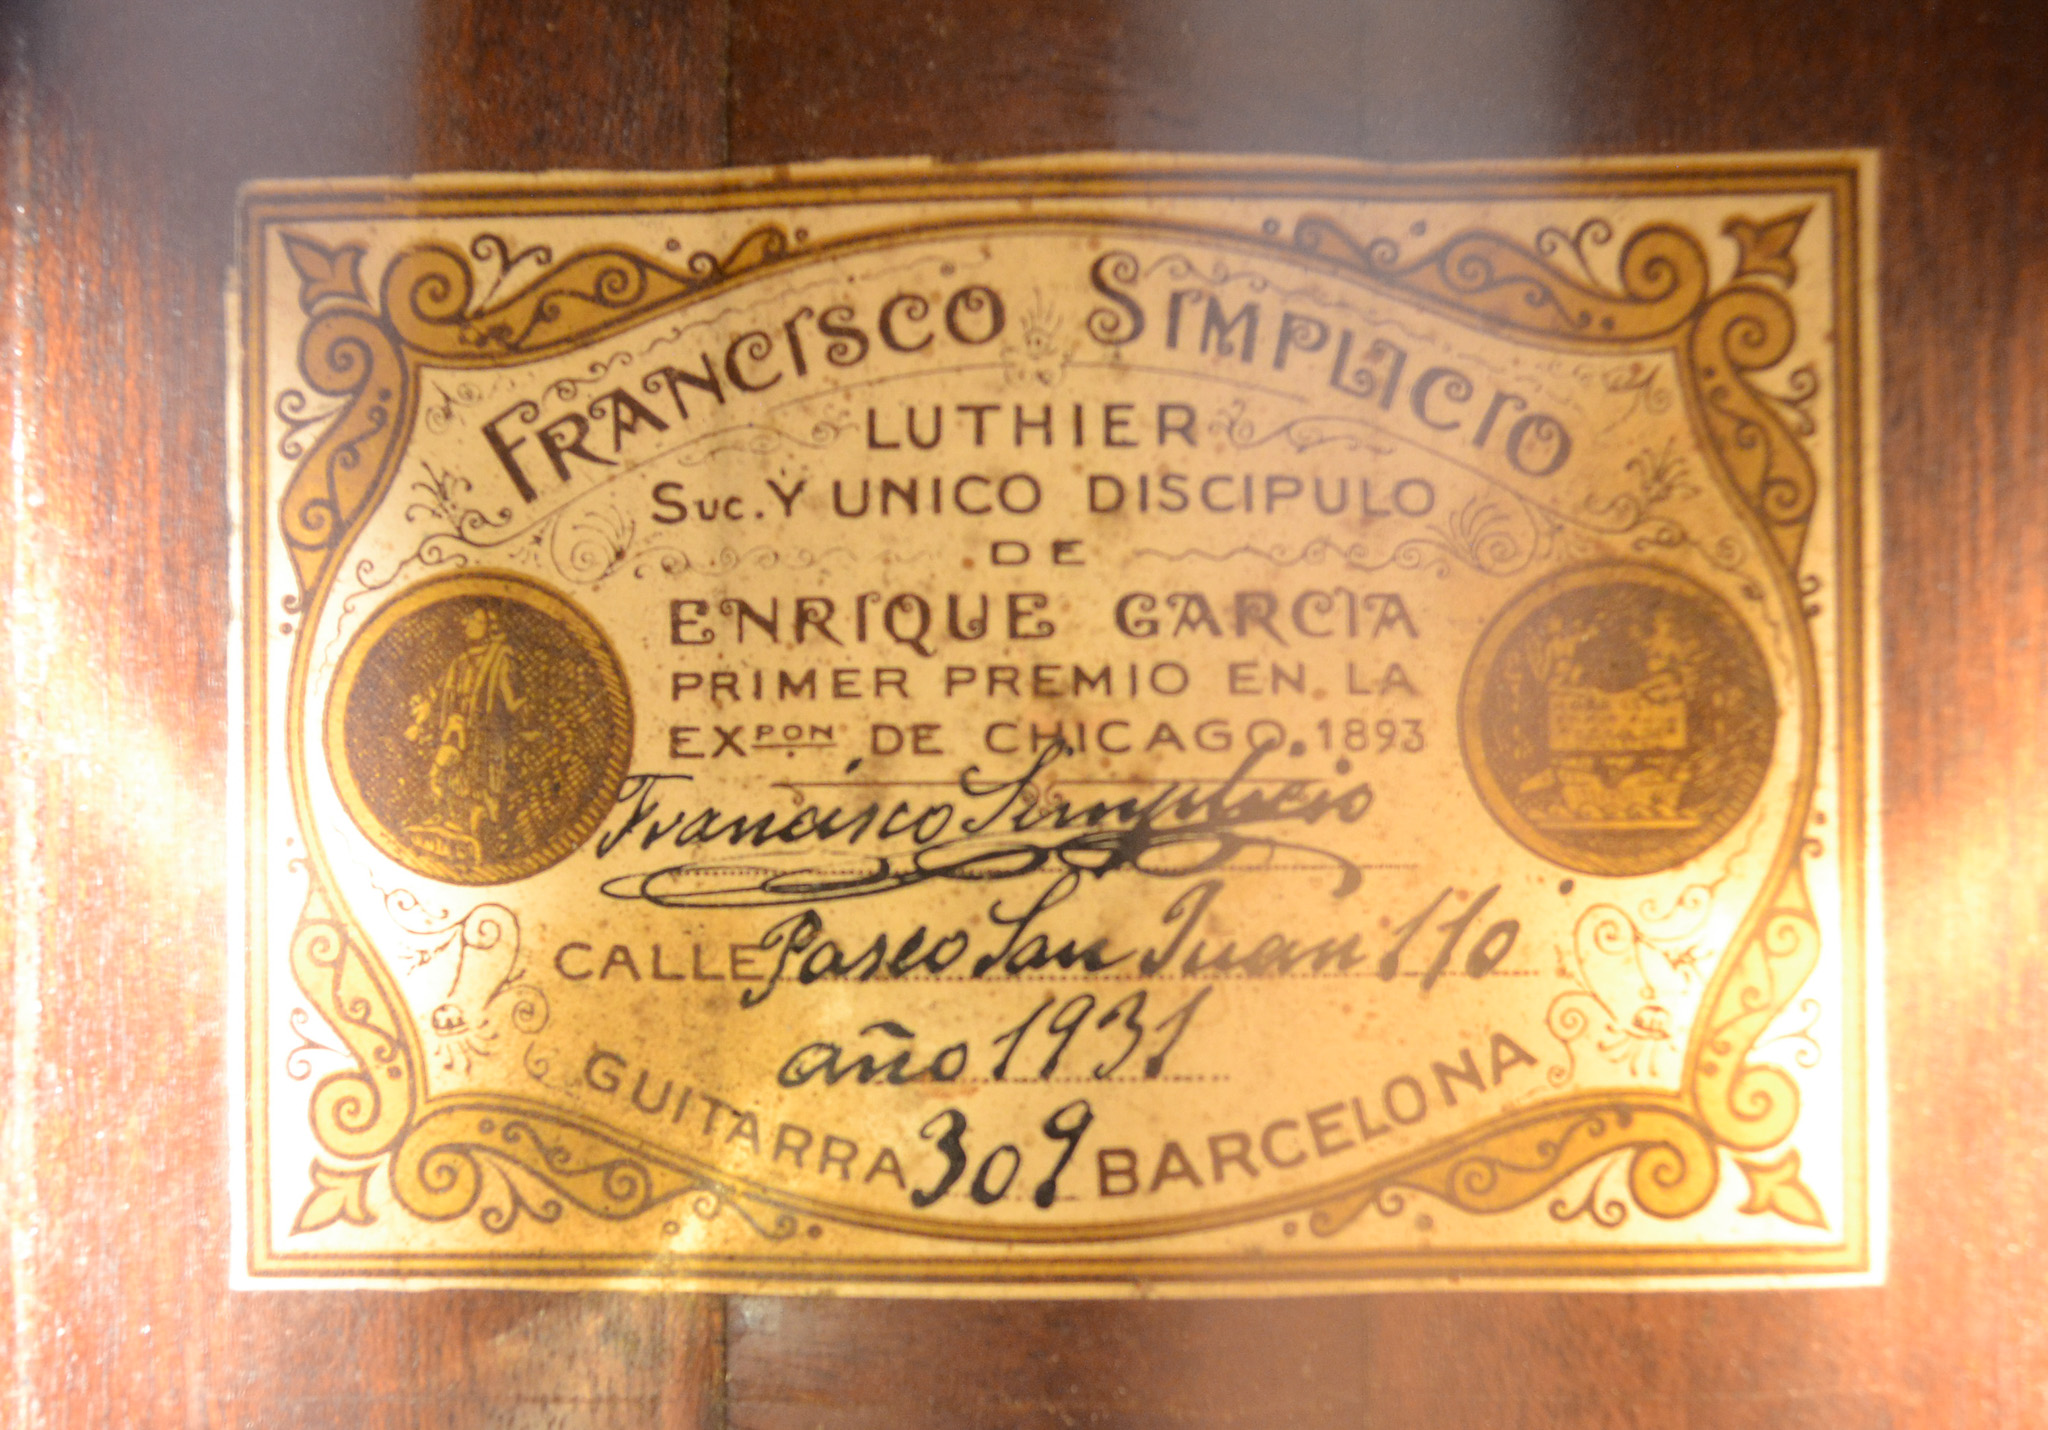 FRANCISCO SIMPLICIO
LUTHIER
Suc. Y UNICO DISCIPULO
DE
ENRIQUE GARCIA
PRIMER PREMIO EN LA
EXPON DE CHICAGO. 1893
Francisco Simplicio
CALLE Paseo San Juan 110
año 1931
GUITARRA 309 BARCELONA